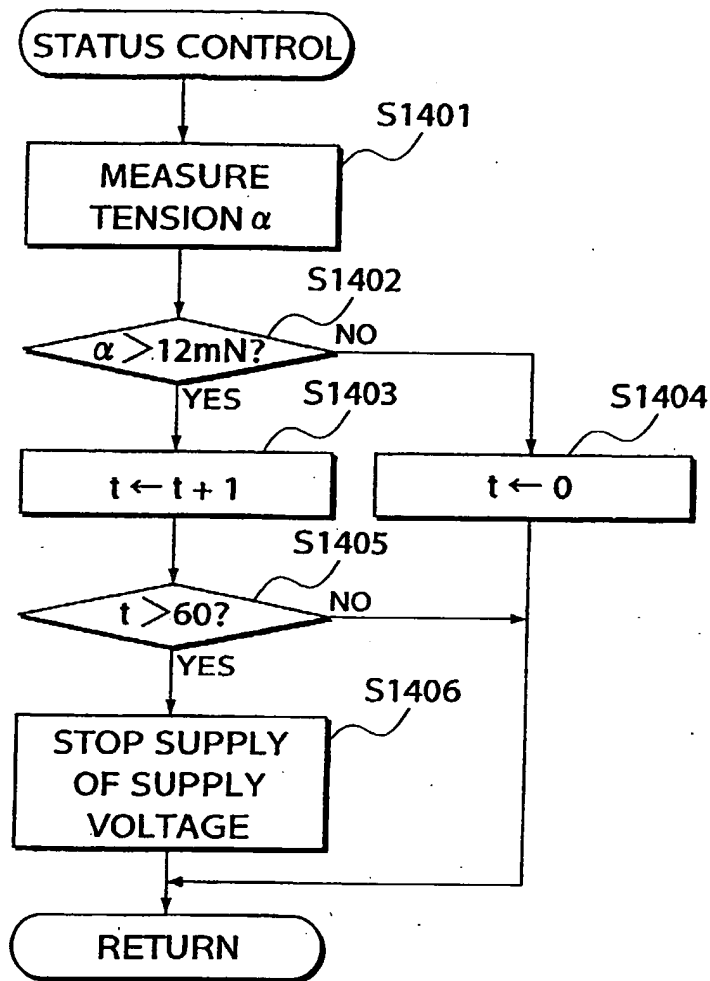 STATUS CONTROL
S1401
MEASURE
TENSION α
S1402
α >12mN?
NO
YES
S1403
S1404
t ← t + 1
t ← 0
S1405
t >60?
NO
YES
S1406
STOP SUPPLY
OF SUPPLY
VOLTAGE
RETURN